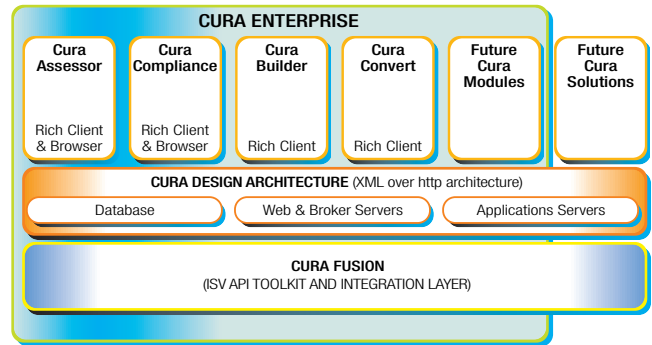 CURA ENTERPRISE
Cura
Assessor
Rich Client
& Browser
Cura
Compliance
Rich Client
& Browser
Cura
Builder
Rich Client
Cura
Convert
Rich Client
Future
Cura
Modules
Future
Cura
Solutions
CURA DESIGN ARCHITECTURE (XML over http architecture)
Database
Web & Broker Servers
Applications Servers
CURA FUSION
(ISV API TOOLKIT AND INTEGRATION LAYER)